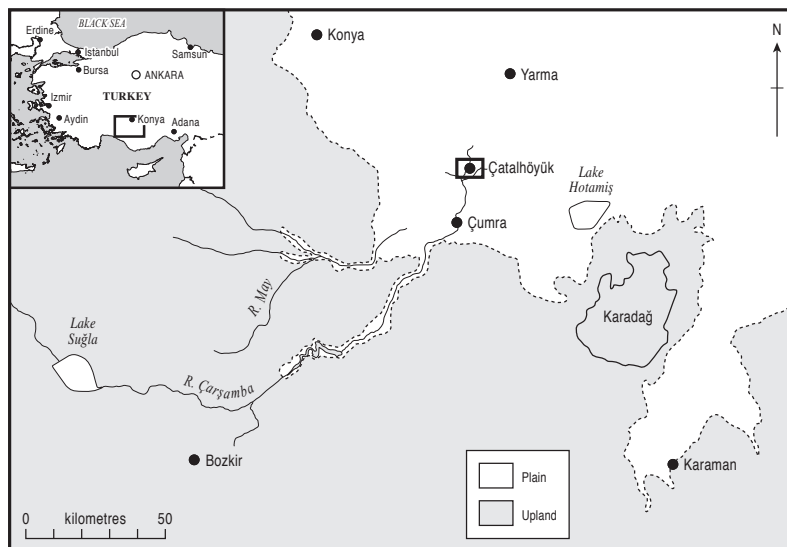 BLACK SEA
Erdine
Istanbul
Samsun
Bursa
ANKARA
TURKEY
Izmir
Aydin
Konya
Adana
Konya
Yarma
N
Çatalhöyük
Lake
Hotamiş
Çumra
Karadağ
R. May
Lake
Suğla
R. Çarşamba
Bozkir
Karaman
Plain
Upland
0 kilometres 50